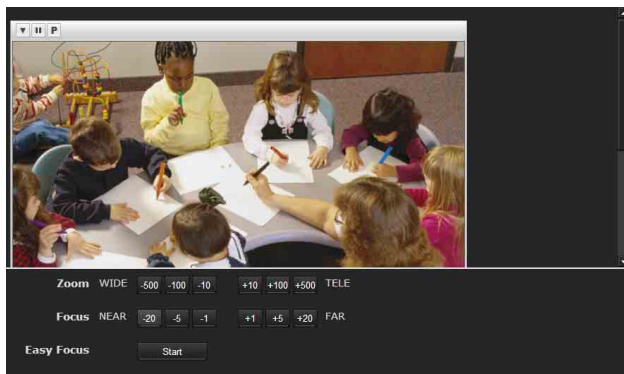 P
Zoom WIDE -500 -100 -10 +10 +100 +500 TELE
Focus NEAR -20 -5 -1 +1 +5 +20 FAR
Easy Focus Start